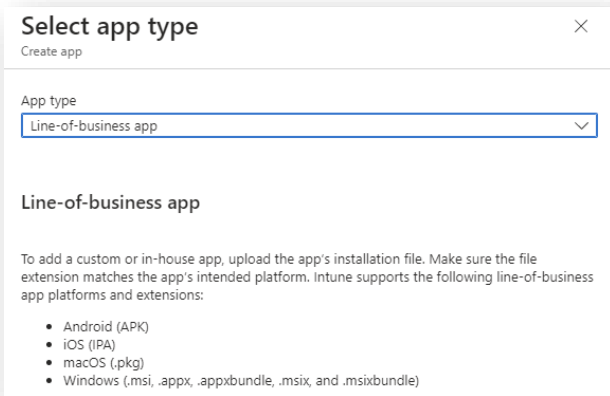 Select app type
Create app
App type
Line-of-business app
Line-of-business app
To add a custom or in-house app, upload the app's installation file. Make sure the file
extension matches the app's intended platform. Intune supports the following line-of-business
app platforms and extensions:
• Android (APK)
• iOS (IPA)
• macOS (.pkg)
• Windows (.msi, .appx, .appxbundle, .msix, and .msixbundle)